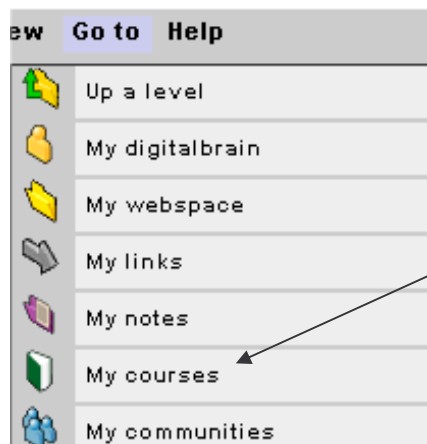 ew Go to Help
Up a level
My digitalbrain
My webspace
My links
My notes
My courses
My communities